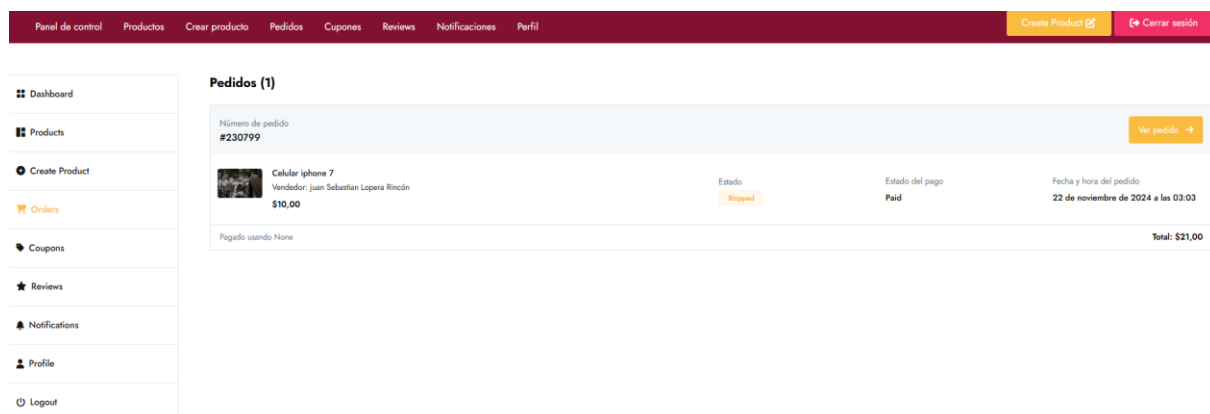 Panel de control Productos Crear producto Pedidos Cupones Reviews Notificaciones Perfil Create Product Cerrar sesión
Dashboard
Products
Create Product
Orders
Coupons
Reviews
Notifications
Profile
Logout
Pedidos (1)
Número de pedido
#230799
Ver pedido
Celular iphone 7
Vendedor: juan Sebastian Lopera Rincón
$10,00
Estado
Shipped
Estado del pago
Paid
Fecha y hora del pedido
22 de noviembre de 2024 a las 03:03
Pagado usando None
Total: $21,00